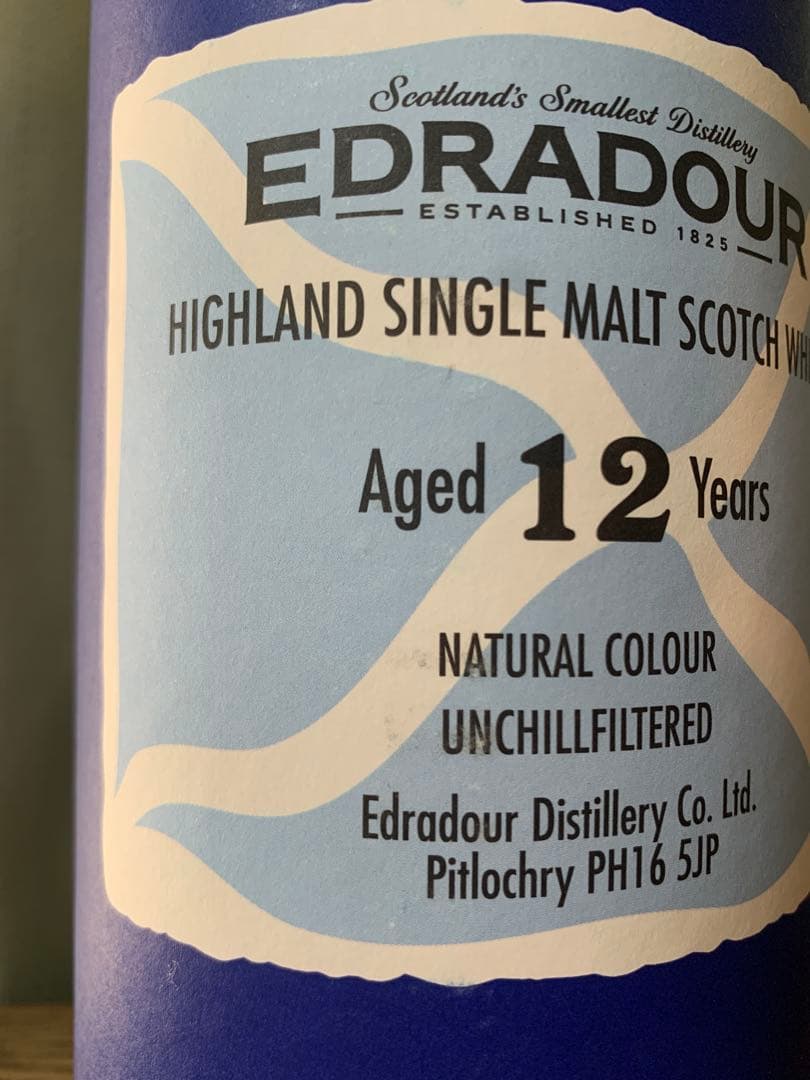 Scotland's Smallest Distillery
EDRADOUR
ESTABLISHED 1825
HIGHLAND SINGLE MALT SCOTCH
Aged 12 Years
NATURAL COLOUR
UNCHILLFILTERED
Edradour Distillery Co. Ltd.
Pitlochry PH16 5JP